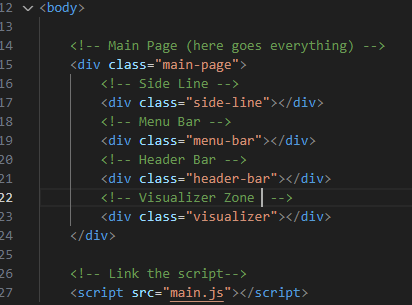 12 <body>
13
14 <!-- Main Page (here goes everything) -->
15 <div class="main-page">
16 <!-- Side Line -->
17 <div class="side-line"></div>
18 <!-- Menu Bar -->
19 <div class="menu-bar"></div>
20 <!-- Header Bar -->
21 <div class="header-bar"></div>
22 <!-- Visualizer Zone  -->
23 <div class="visualizer"></div>
24 </div>
25
26 <!-- Link the script-->
27 <script src="main.js"></script>